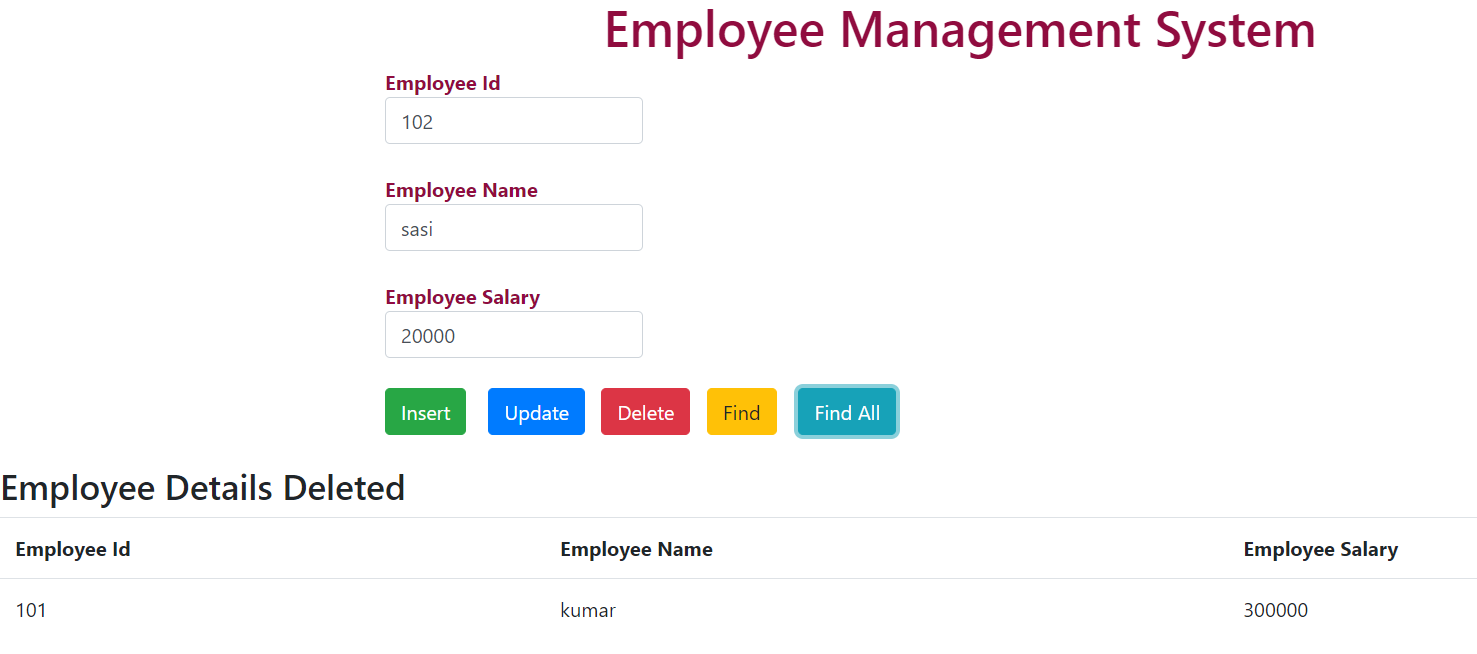 Employee Management System
Employee Id
102
Employee Name
sasi
Employee Salary
20000
Insert Update Delete Find Find All
Employee Details Deleted
Employee Id Employee Name Employee Salary
101 kumar 300000